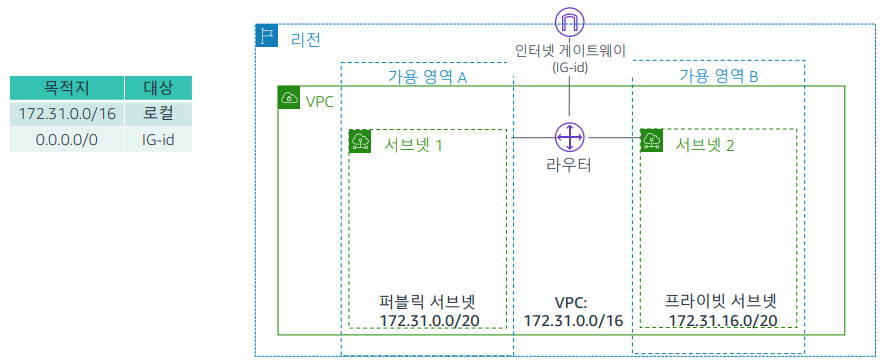 인터넷 게이트웨이
(IG-id)
리전
가용 영역 A
가용 영역 B
목적지 대상
172.31.0.0/16 로컬
0.0.0.0/0 IG-id
VPC
서브넷 1
라우터
서브넷 2
퍼블릭 서브넷
172.31.0.0/20
VPC:
172.31.0.0/16
프라이빗 서브넷
172.31.16.0/20